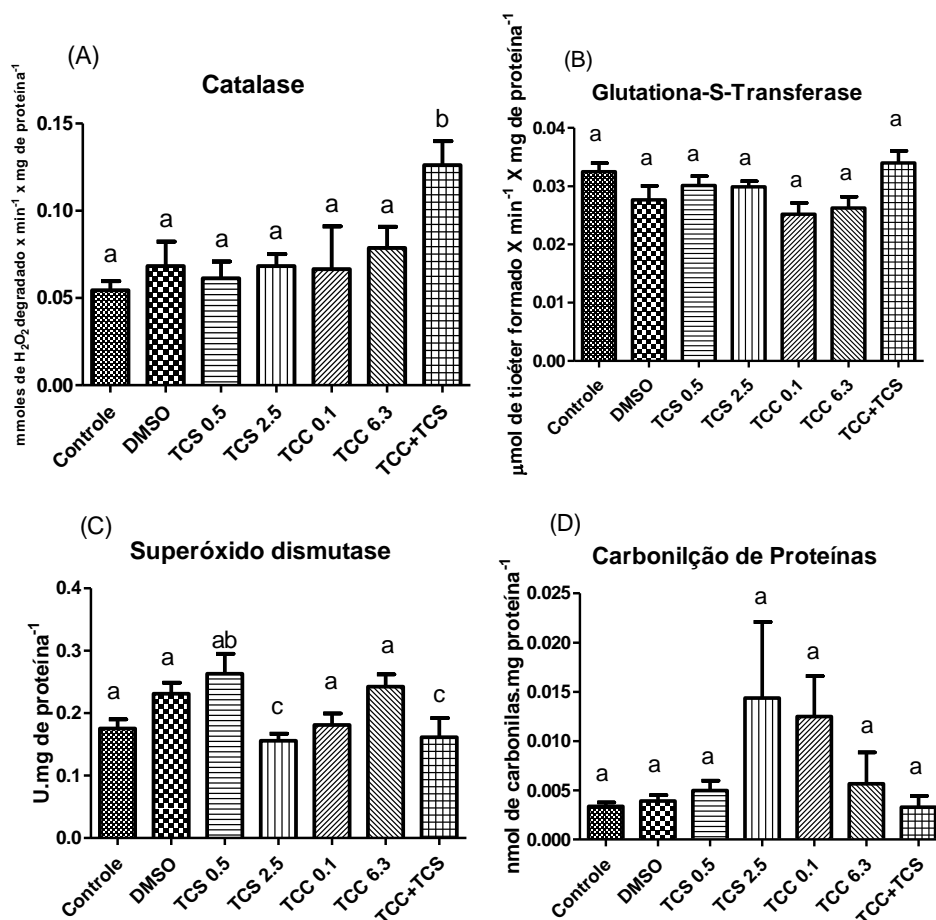 (A)
Catalase
mmoles de H2O2 degradado x min-1 x mg de proteína-1
0.15
0.10
0.05
0.00
a
a
a
a
a
a
b
Controle
DMSO
TCS 0.5
TCS 2.5
TCC 0.1
TCC 6.3
TCC+TCS
(B)
Glutationa-S-Transferase
μmol de tioéter formado X min-1 X mg de proteína-1
0.04
0.03
0.02
0.01
0.00
a
a
a
a
a
a
a
Controle
DMSO
TCS 0.5
TCS 2.5
TCC 0.1
TCC 6.3
TCC+TCS
(C)
Superóxido dismutase
U.mg de proteína-1
0.4
0.3
0.2
0.1
0.0
a
a
ab
c
a
a
c
Controle
DMSO
TCS 0.5
TCS 2.5
TCC 0.1
TCC 6.3
TCC+TCS
(D)
Carbonilção de Proteínas
nmol de carbonilas.mg proteína-1
0.025
0.020
0.015
0.010
0.005
0.000
a
a
a
a
a
a
a
Controle
DMSO
TCS 0.5
TCS 2.5
TCC 0.1
TCC 6.3
TCC+TCS